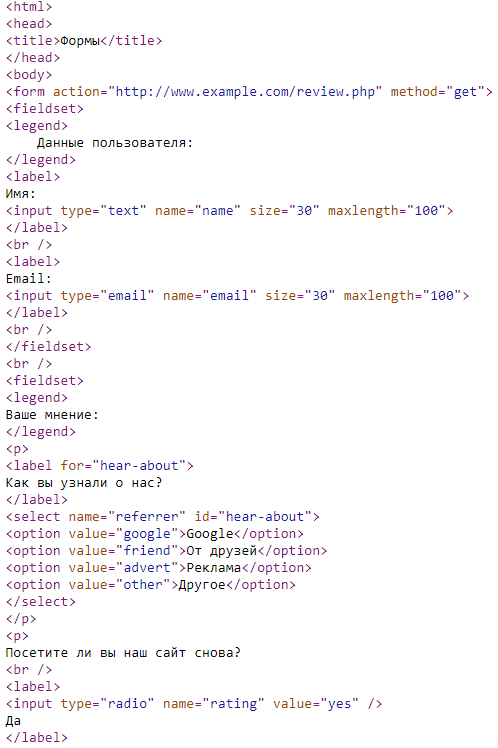 <html>
<head>
<title>Формы</title>
</head>
<body>
<form action="http://www.example.com/review.php" method="get">
<fieldset>
<legend>
    Данные пользователя:
</legend>
<label>
Имя:
<input type="text" name="name" size="30" maxlength="100">
</label>
<br />
<label>
Email:
<input type="email" name="email" size="30" maxlength="100">
</label>
<br />
</fieldset>
<br />
<fieldset>
<legend>
Ваше мнение:
</legend>
<p>
<label for="hear-about">
Как вы узнали о нас?
</label>
<select name="referrer" id="hear-about">
<option value="google">Google</option>
<option value="friend">От друзей</option>
<option value="advert">Реклама</option>
<option value="other">Другое</option>
</select>
</p>
<p>
Посетите ли вы наш сайт снова?
<br />
<label>
<input type="radio" name="rating" value="yes" />
Да
</label>